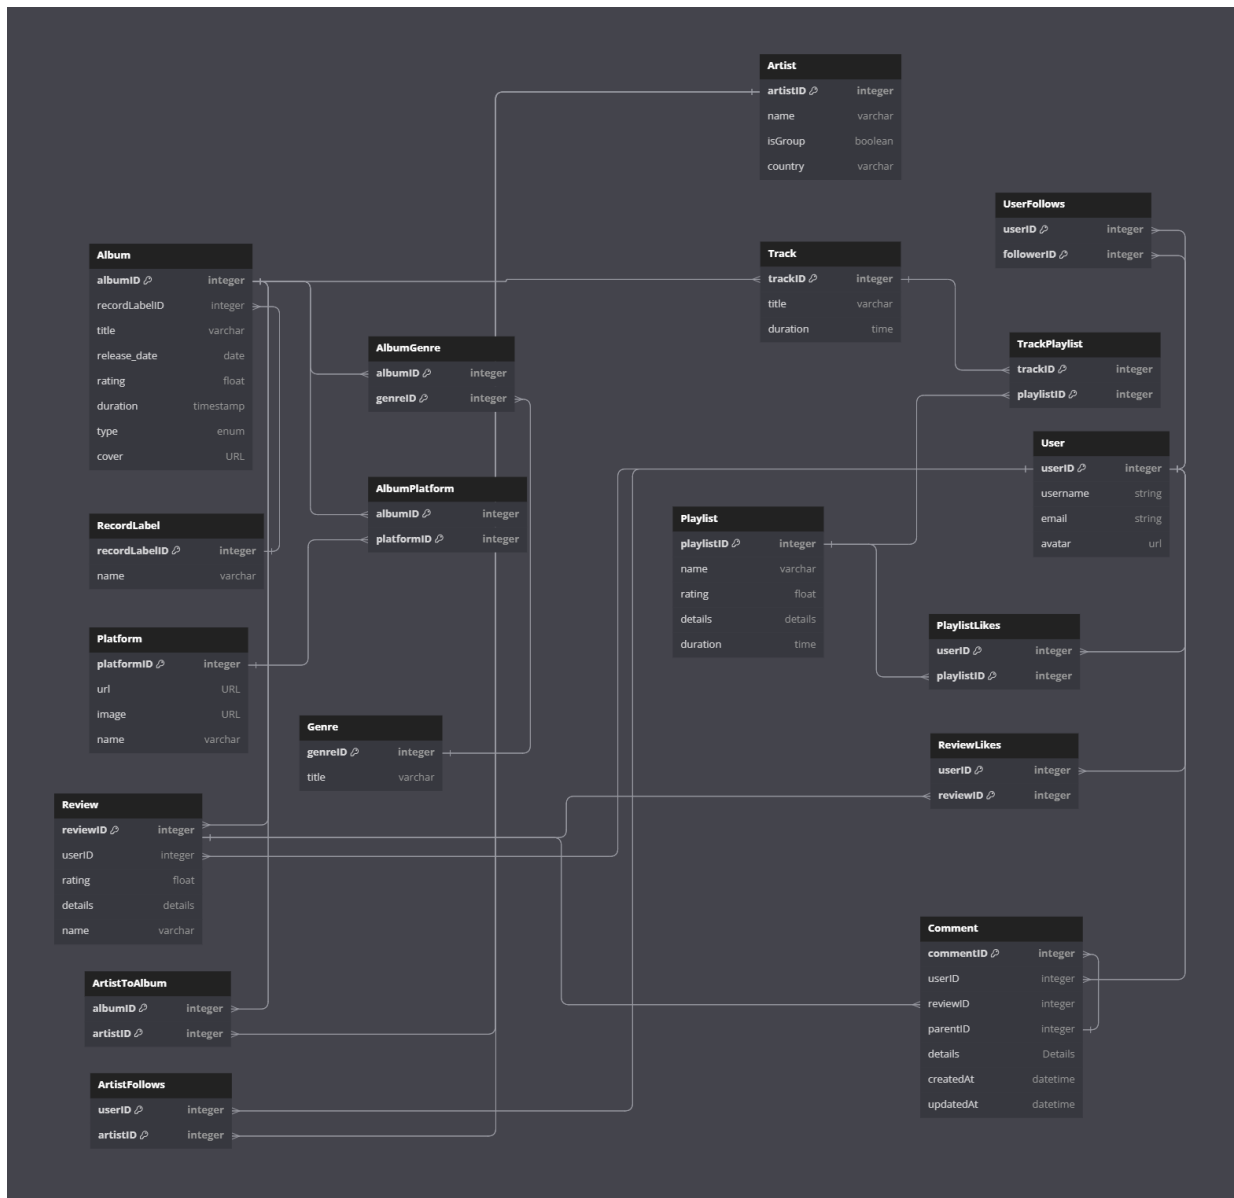 Artist
artistID integer
name varchar
isGroup boolean
country varchar
UserFollows
userID integer
followerID integer
Album
albumID integer
recordLabelID integer
title varchar
release_date date
rating float
duration timestamp
type enum
cover URL
Track
trackID integer
title varchar
duration time
AlbumGenre
albumID integer
genreID integer
TrackPlaylist
trackID integer
playlistID integer
User
userID integer
username string
email string
avatar url
AlbumPlatform
albumID integer
platformID integer
RecordLabel
recordLabelID integer
name varchar
Playlist
playlistID integer
name varchar
rating float
details details
duration time
Platform
platformID integer
url URL
image URL
name varchar
PlaylistLikes
userID integer
playlistID integer
Genre
genreID integer
title varchar
ReviewLikes
userID integer
reviewID integer
Review
reviewID integer
userID integer
rating float
details details
name varchar
Comment
commentID integer
userID integer
reviewID integer
parentID integer
details Details
createdAt datetime
updatedAt datetime
ArtistToAlbum
albumID integer
artistID integer
ArtistFollows
userID integer
artistID integer